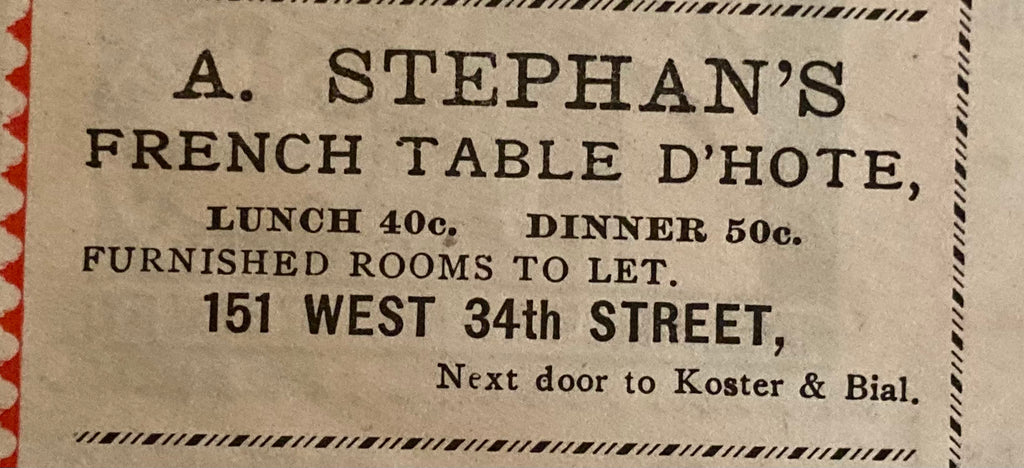 A. STEPHAN'S
FRENCH TABLE D'HOTE,
LUNCH 40c. DINNER 50c.
FURNISHED ROOMS TO LET.
151 WEST 34th STREET,
Next door to Koster & Bial.